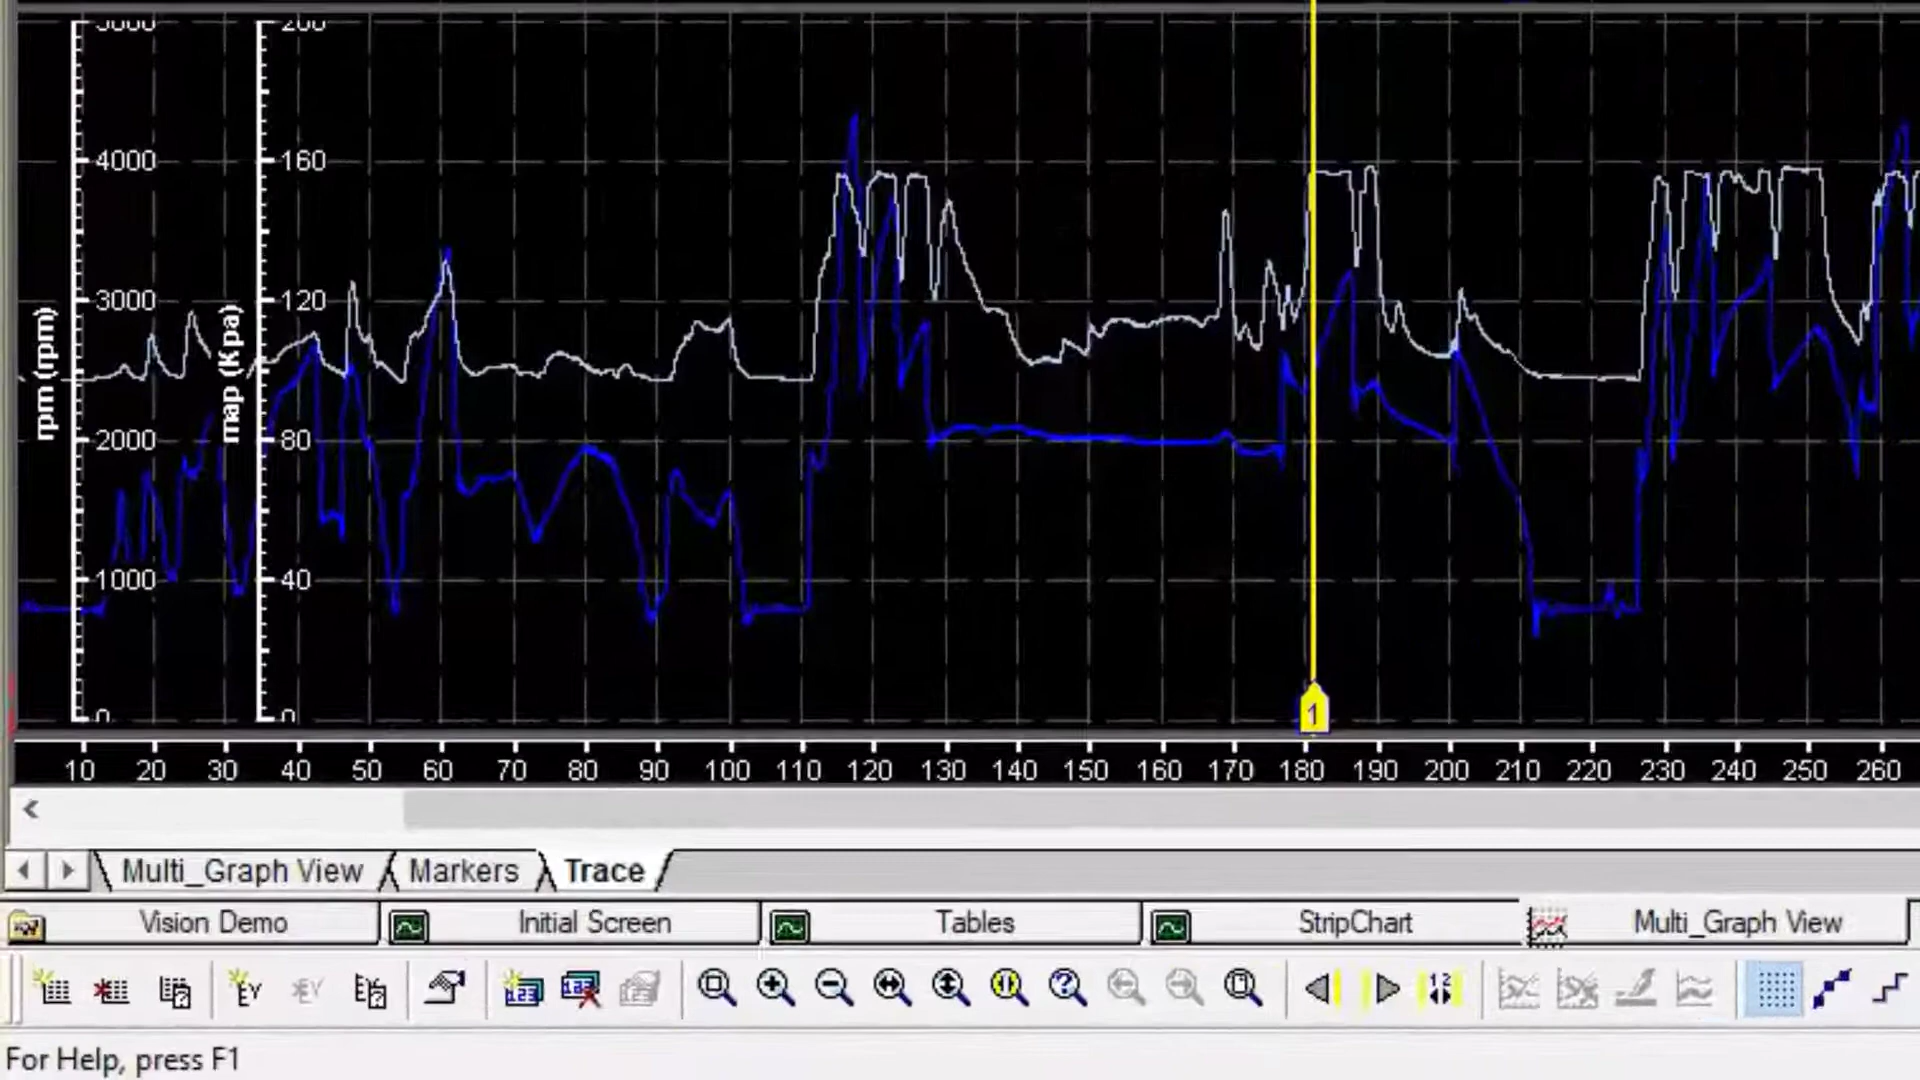 5000 200
4000 160
3000 120
rpm (rpm) map (Kpa)
2000 80
1000 40
0 0
1
10 20 30 40 50 60 70 80 90 100 110 120 130 140 150 160 170 180 190 200 210 220 230 240 250 260
Multi_Graph View Markers Trace
Vision Demo Initial Screen Tables StripChart Multi_Graph View
For Help, press F1